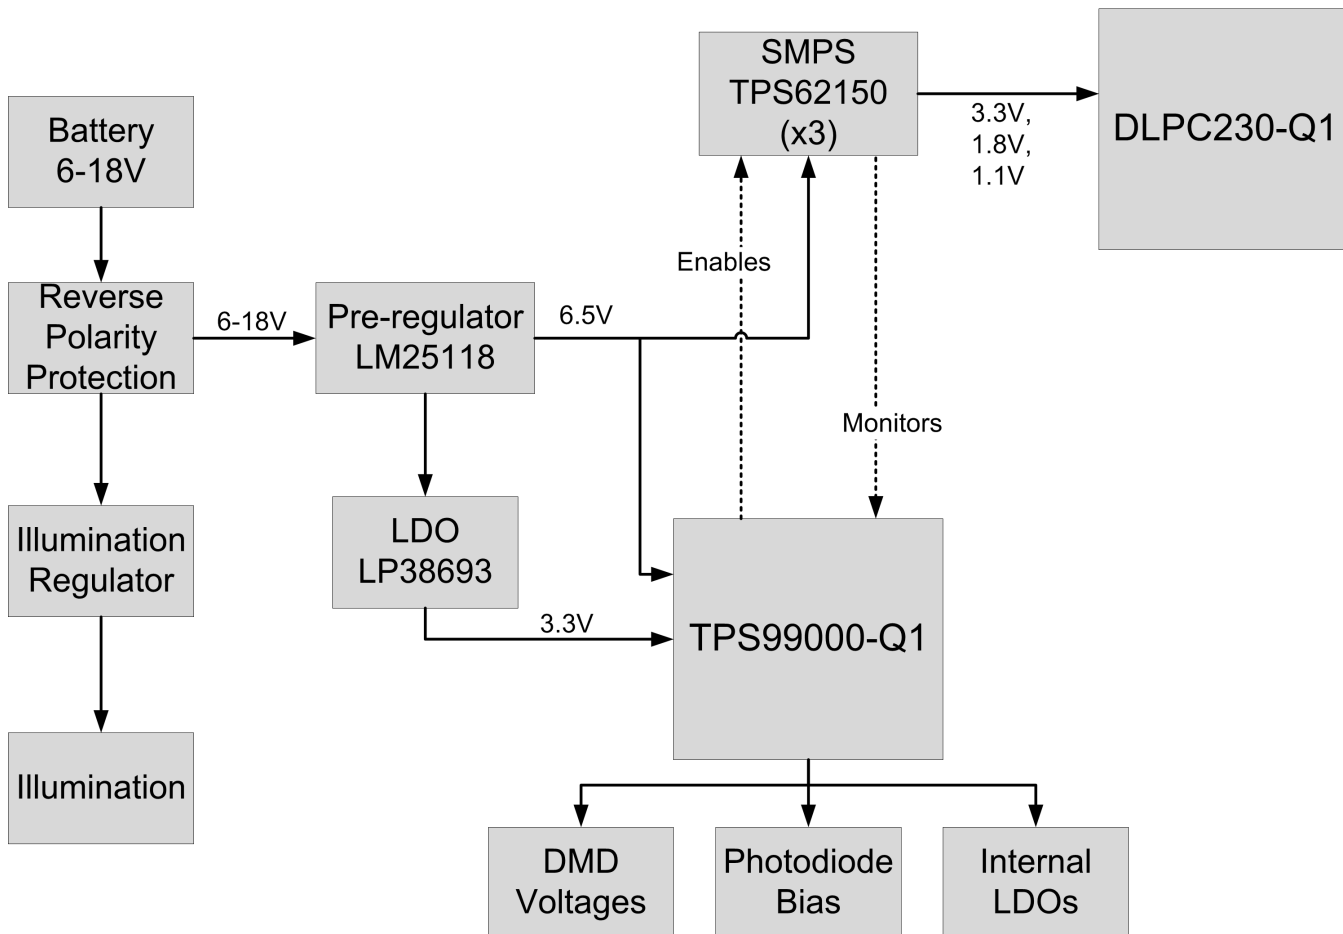 SMPS
TPS62150
(x3)
3.3V,
1.8V,
1.1V
DLPC230-Q1
Battery
6-18V
Enables
Reverse
Polarity
Protection
6-18V
Pre-regulator
LM25118
6.5V
Monitors
Illumination
Regulator
LDO
LP38693
3.3V
TPS99000-Q1
Illumination
DMD
Voltages
Photodiode
Bias
Internal
LDOs